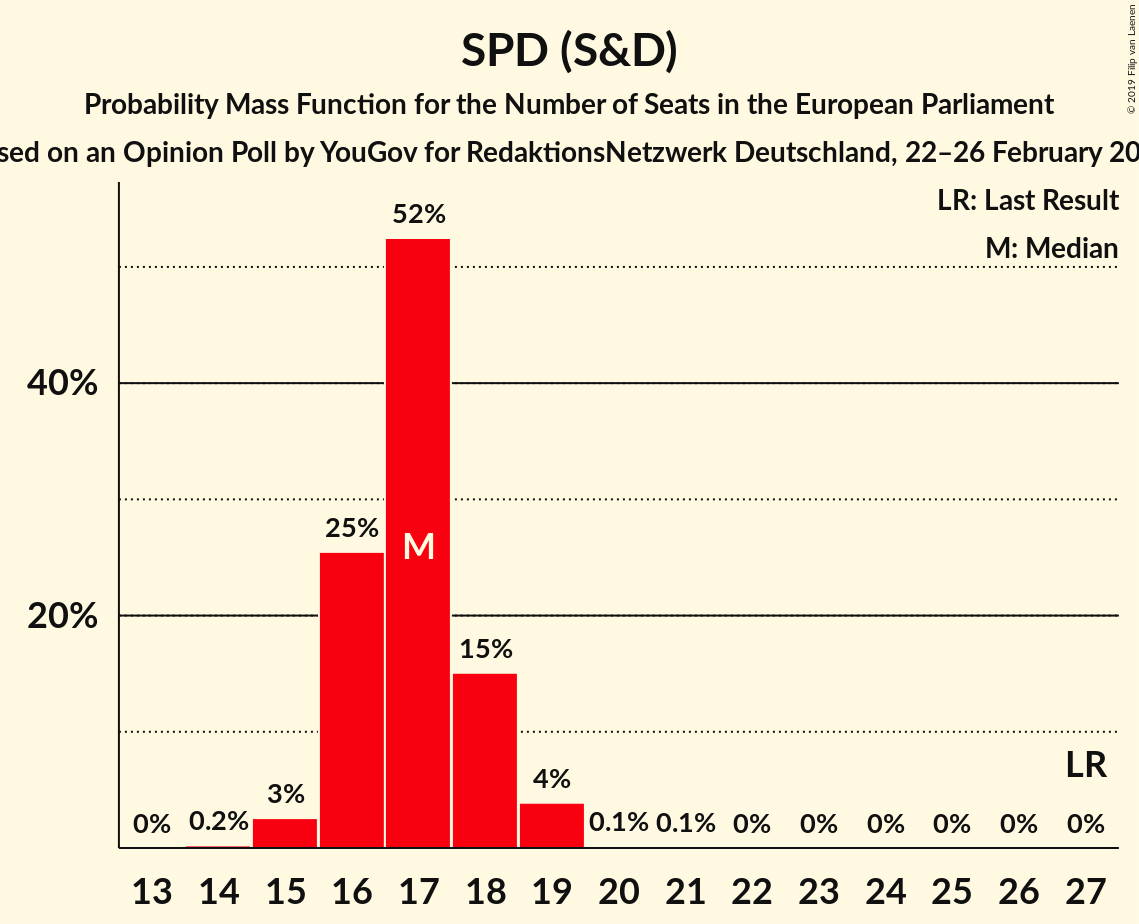 SPD (S&D)
Probability Mass Function for the Number of Seats in the European Parliament
sed on an Opinion Poll by YouGov for RedaktionsNetzwerk Deutschland, 22–26 February 20
© 2019 Filip van Laenen
LR: Last Result
M: Median
52%
40%
25%
M
20%
15%
LR
0%
0.2%
3%
4%
0.1%
0.1%
0%
0%
0%
0%
0%
0%
13 14 15 16 17 18 19 20 21 22 23 24 25 26 27